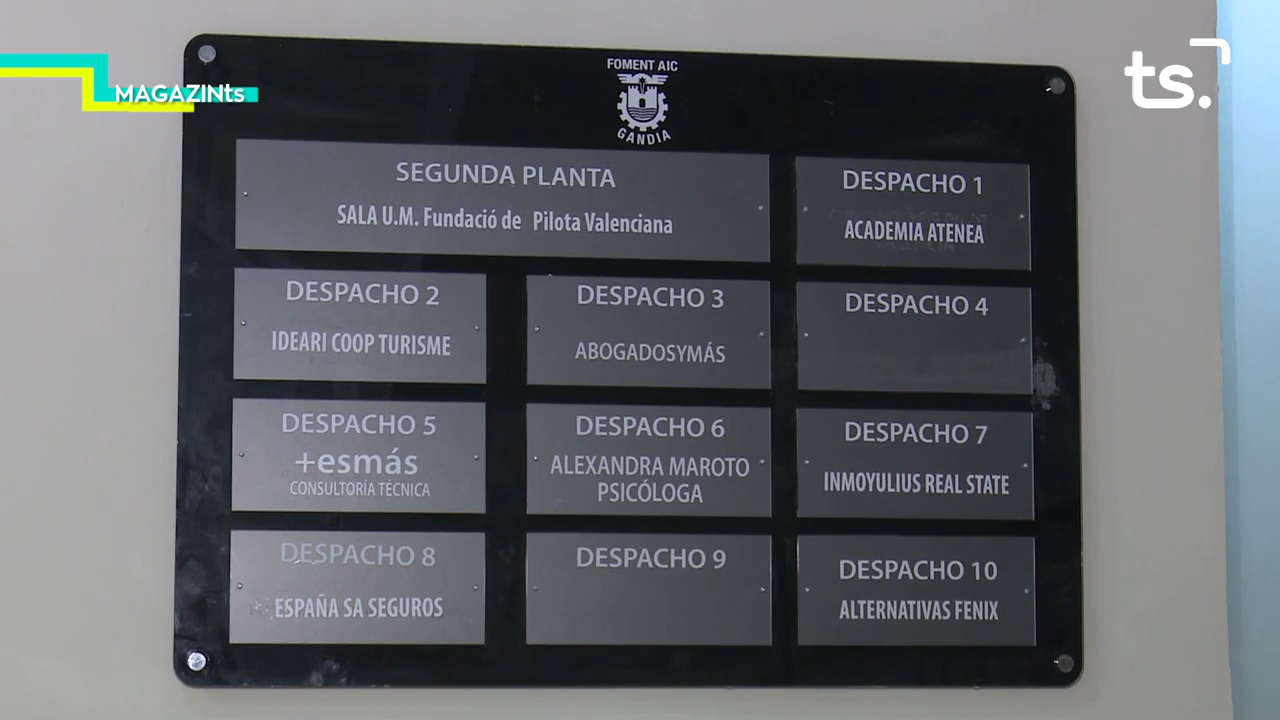 MAGAZINts
ts.
FOMENT AIC
GANDIA
SEGUNDA PLANTA
SALA U.M. Fundació de Pilota Valenciana
DESPACHO 1
ACADEMIA ATENEA
DESPACHO 2
IDEARI COOP TURISME
DESPACHO 3
ABOGADOSYMÁS
DESPACHO 4
DESPACHO 5
+esmás
CONSULTORÍA TÉCNICA
DESPACHO 6
ALEXANDRA MAROTO
PSICÓLOGA
DESPACHO 7
INMOYULIUS REAL STATE
DESPACHO 8
ESPAÑA SA SEGUROS
DESPACHO 9
DESPACHO 10
ALTERNATIVAS FENIX